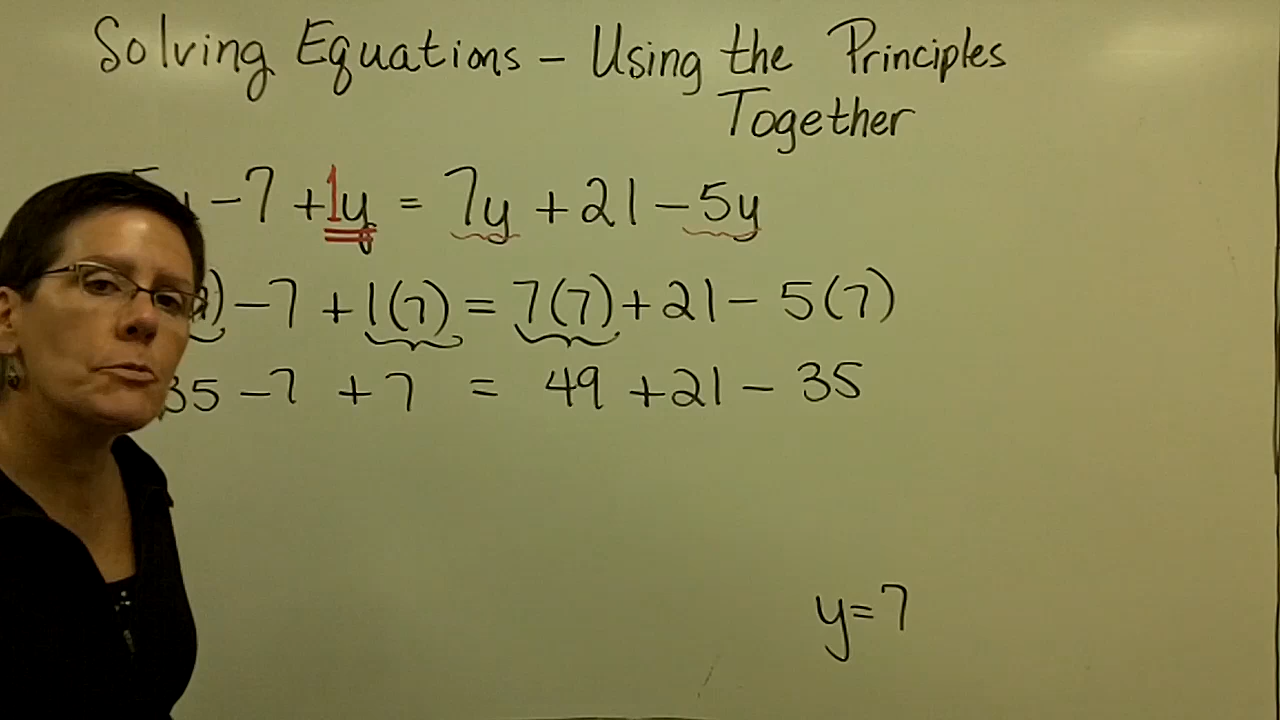 Solving Equations – Using the Principles
Together
5y – 7 + 1y = 7y + 21 – 5y
) – 7 + 1(7) = 7(7) + 21 – 5(7)
35 – 7 + 7 = 49 + 21 – 35
y = 7